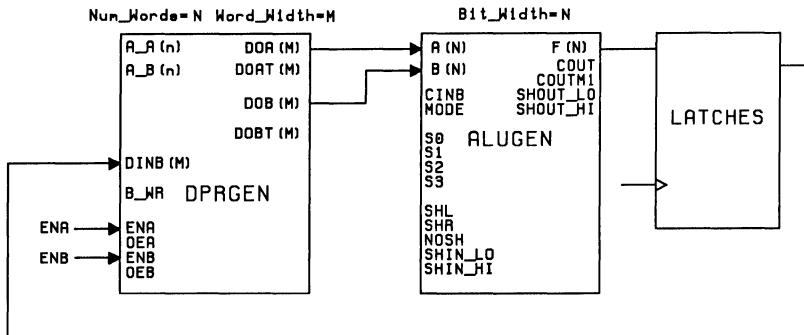 Num_Words=N Word_Width=M
Bit_Width=N
A_A(n) DOA(M)
A_B(n) DOAT(M)
DOB(M)
DOBT(M)
DINB(M)
B_WR DPRGEN
ENA ENA
OEA
ENB ENB
OEB
A(N) F(N)
B(N) COUT
COUTM1
CINB SHOUT_LO
MODE SHOUT_HI
S0 ALUGEN
S1
S2
S3
SHL
SHR
NOSH
SHIN_LO
SHIN_HI
LATCHES